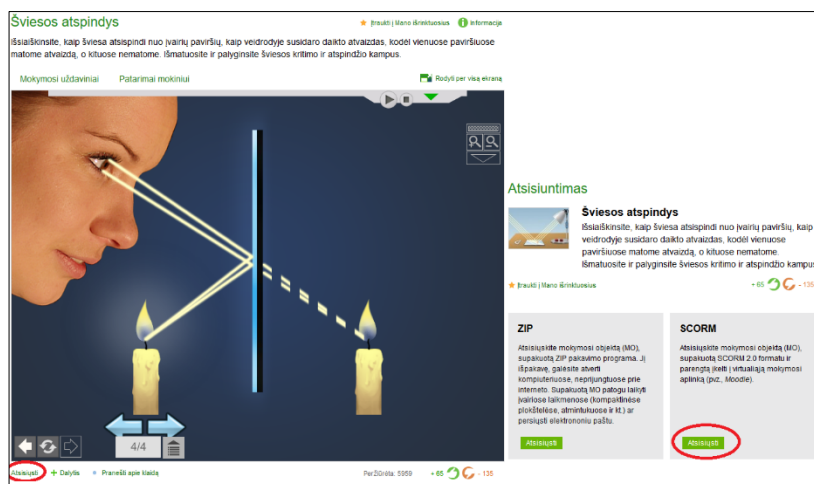 Šviesos atspindys
Įtraukti į Mano išrinktuosius
Informacija
Išsiaiškinsite, kaip šviesa atsispindi nuo įvairių paviršių, kaip veidrodyje susidaro daikto atvaizdas, kodėl vienuose paviršiuose
matome atvaizdą, o kituose nematome. Išmatuosite ir palyginsite šviesos kritimo ir atspindžio kampus.
Mokymosi uždaviniai
Patarimai mokiniui
Rodyti per visą ekraną
4/4
Atsisiųsti
Dalytis
Pranešti apie klaidą
Peržiūrėta: 5959
+ 65
- 135
Atsisiuntimas
Šviesos atspindys
Išsiaiškinsite, kaip šviesa atsispindi nuo įvairių paviršių, kaip
veidrodyje susidaro daikto atvaizdas, kodėl vienuose
paviršiuose matome atvaizdą, o kituose nematome.
Išmatuosite ir palyginsite šviesos kritimo ir atspindžio kampus
Įtraukti į Mano išrinktuosius
+ 65
- 135
ZIP
Atsisiųskite mokymosi objektą (MO),
supakuotą ZIP pakavimo programa. Jį
išpakavę, galėsite atverti
kompiuteriuose, neprijungtuose prie
interneto. Supakuotą MO patogu laikyti
įvairiose laikmenose (kompaktinėse
plokštelėse, atmintukuose ir kt.) ar
persiųsti elektroniniu paštu.
Atsisiųsti
SCORM
Atsisiųskite mokymosi objektą (MO),
supakuotą SCORM 2.0 formatu ir
parengtą įkelti į virtualiąją mokymosi
aplinką (pvz., Moodle).
Atsisiųsti